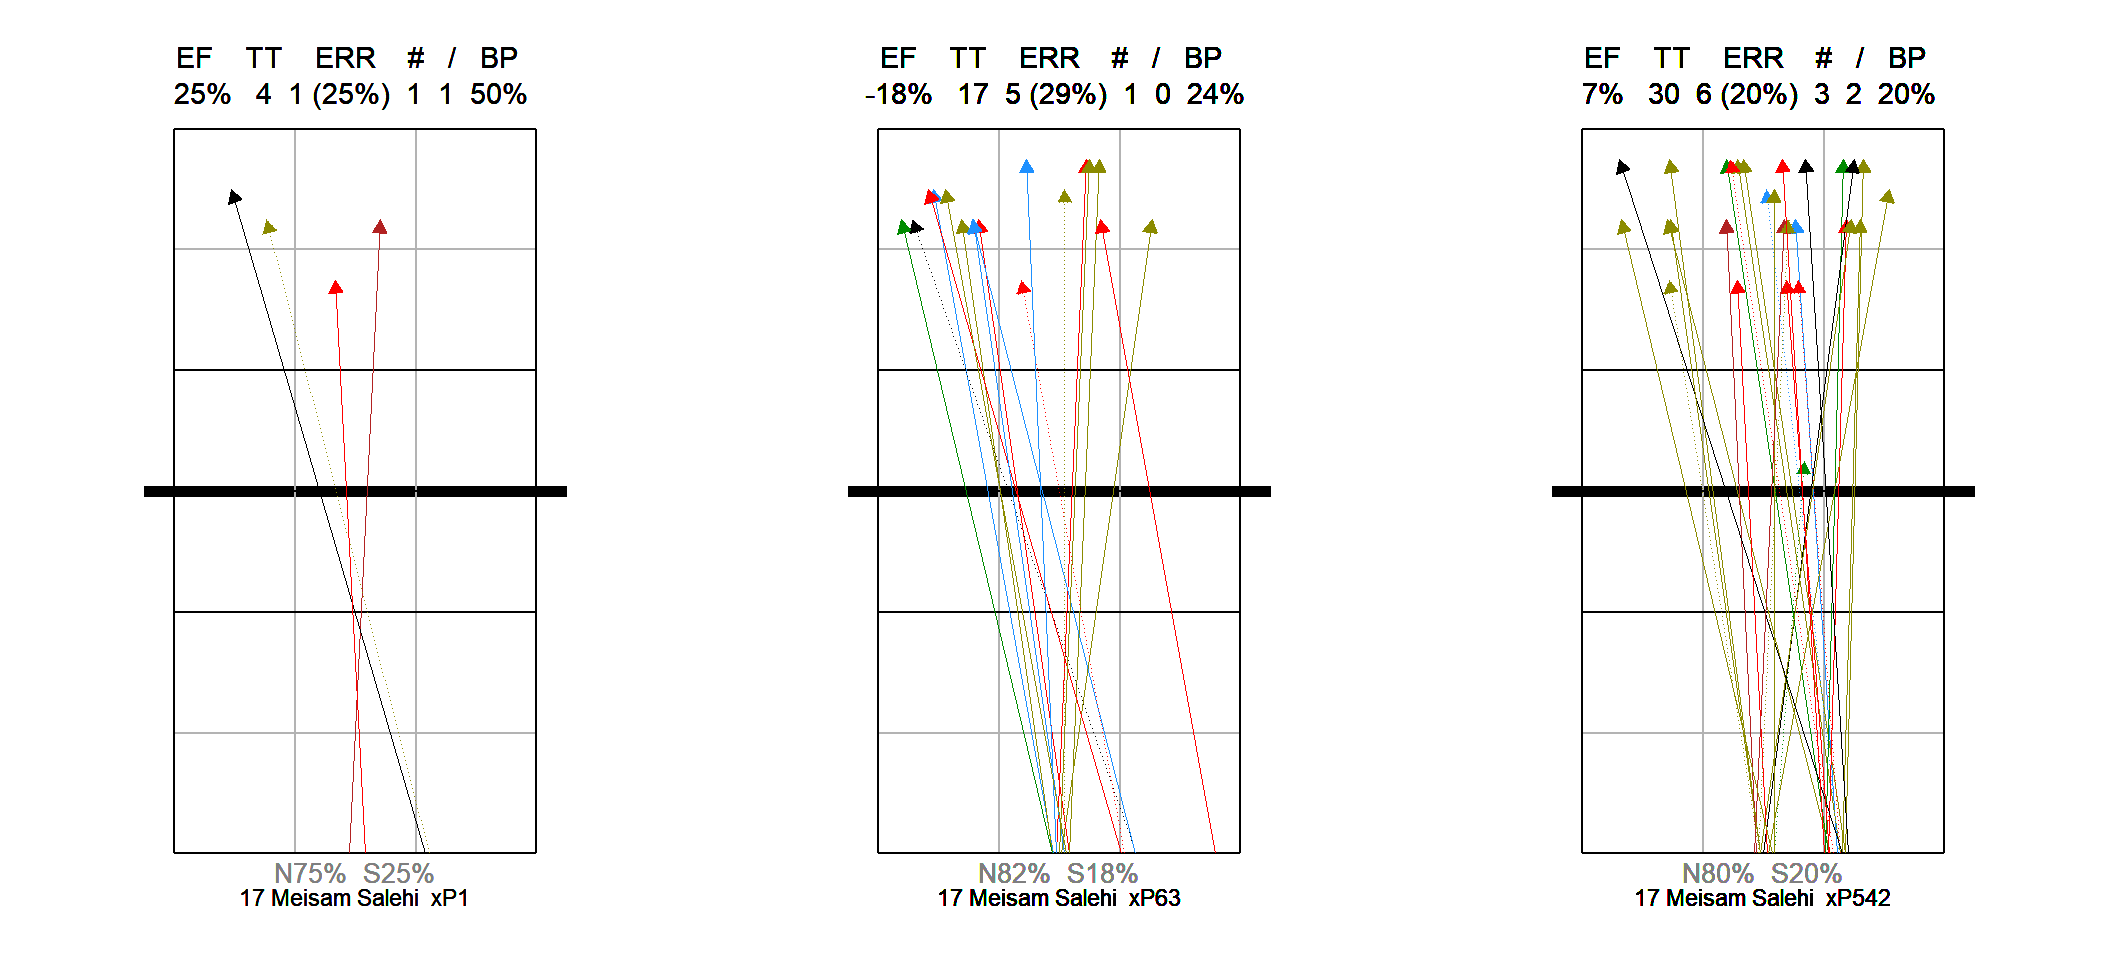 EF TT ERR # / BP
25% 4 1 (25%) 1 1 50%
N75% S25%
17 Meisam Salehi xP1
EF TT ERR # / BP
-18% 17 5 (29%) 1 0 24%
N82% S18%
17 Meisam Salehi xP63
EF TT ERR # / BP
7% 30 6 (20%) 3 2 20%
N80% S20%
17 Meisam Salehi xP542